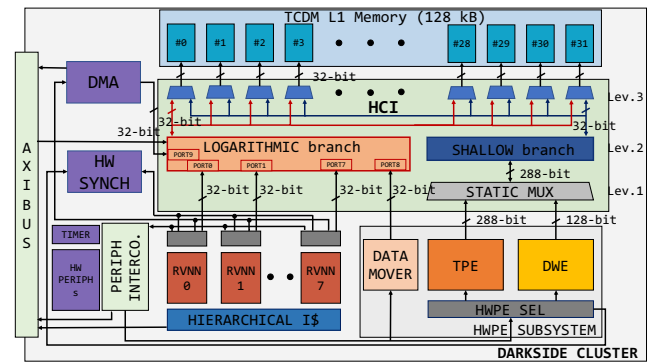 TCDM L1 Memory (128 kB)
#0
#1
#2
#3
#28
#29
#30
#31
32-bit
DMA
HCI
Lev.3
32-bit
32-bit
A X I B U S
LOGARITHMIC branch
SHALLOW branch
Lev.2
PORT9
PORT0
PORT1
PORT7
PORT8
HW
SYNCH
288-bit
32-bit
32-bit
32-bit
32-bit
STATIC MUX
Lev.1
288-bit
128-bit
TIMER
HW
PERIPH
s
PERIPH
INTERCO.
RVNN
0
RVNN
1
RVNN
7
DATA
MOVER
TPE
DWE
HWPE SEL
HIERARCHICAL I$
HWPE SUBSYSTEM
DARKSIDE CLUSTER